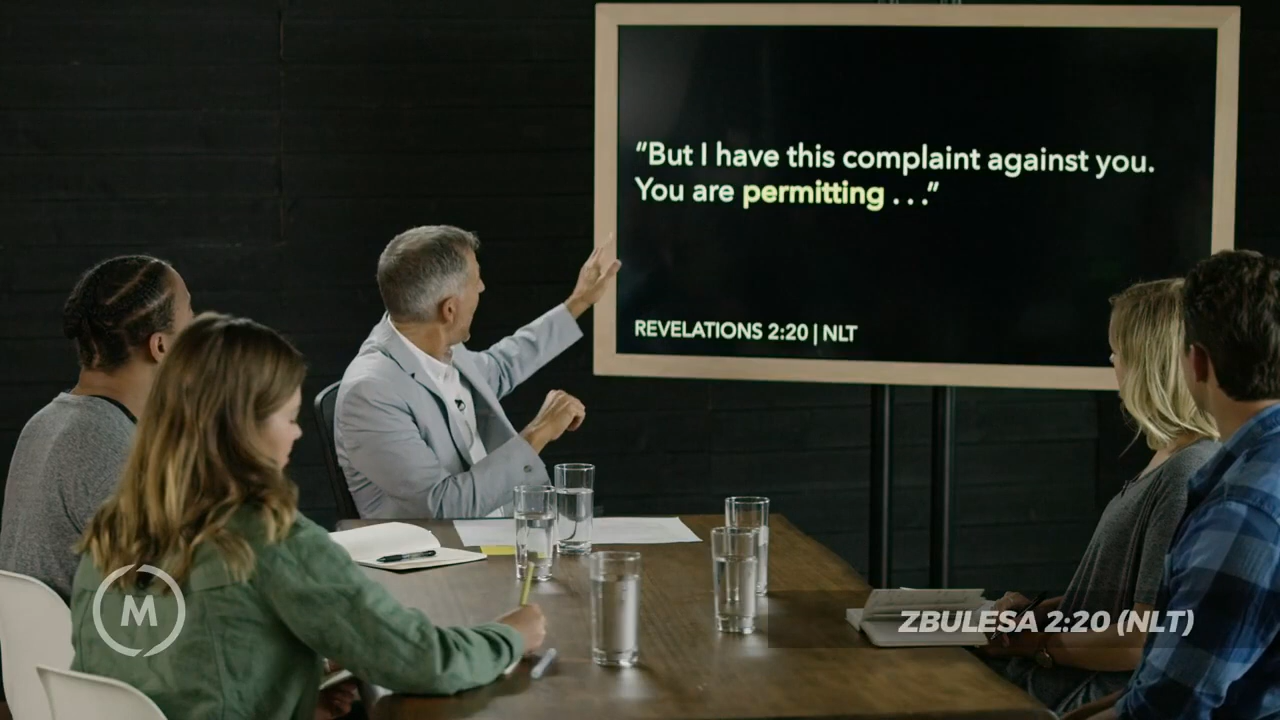 “But I have this complaint against you.
You are permitting . . .”
REVELATIONS 2:20 | NLT
M
ZBULESA 2:20 (NLT)